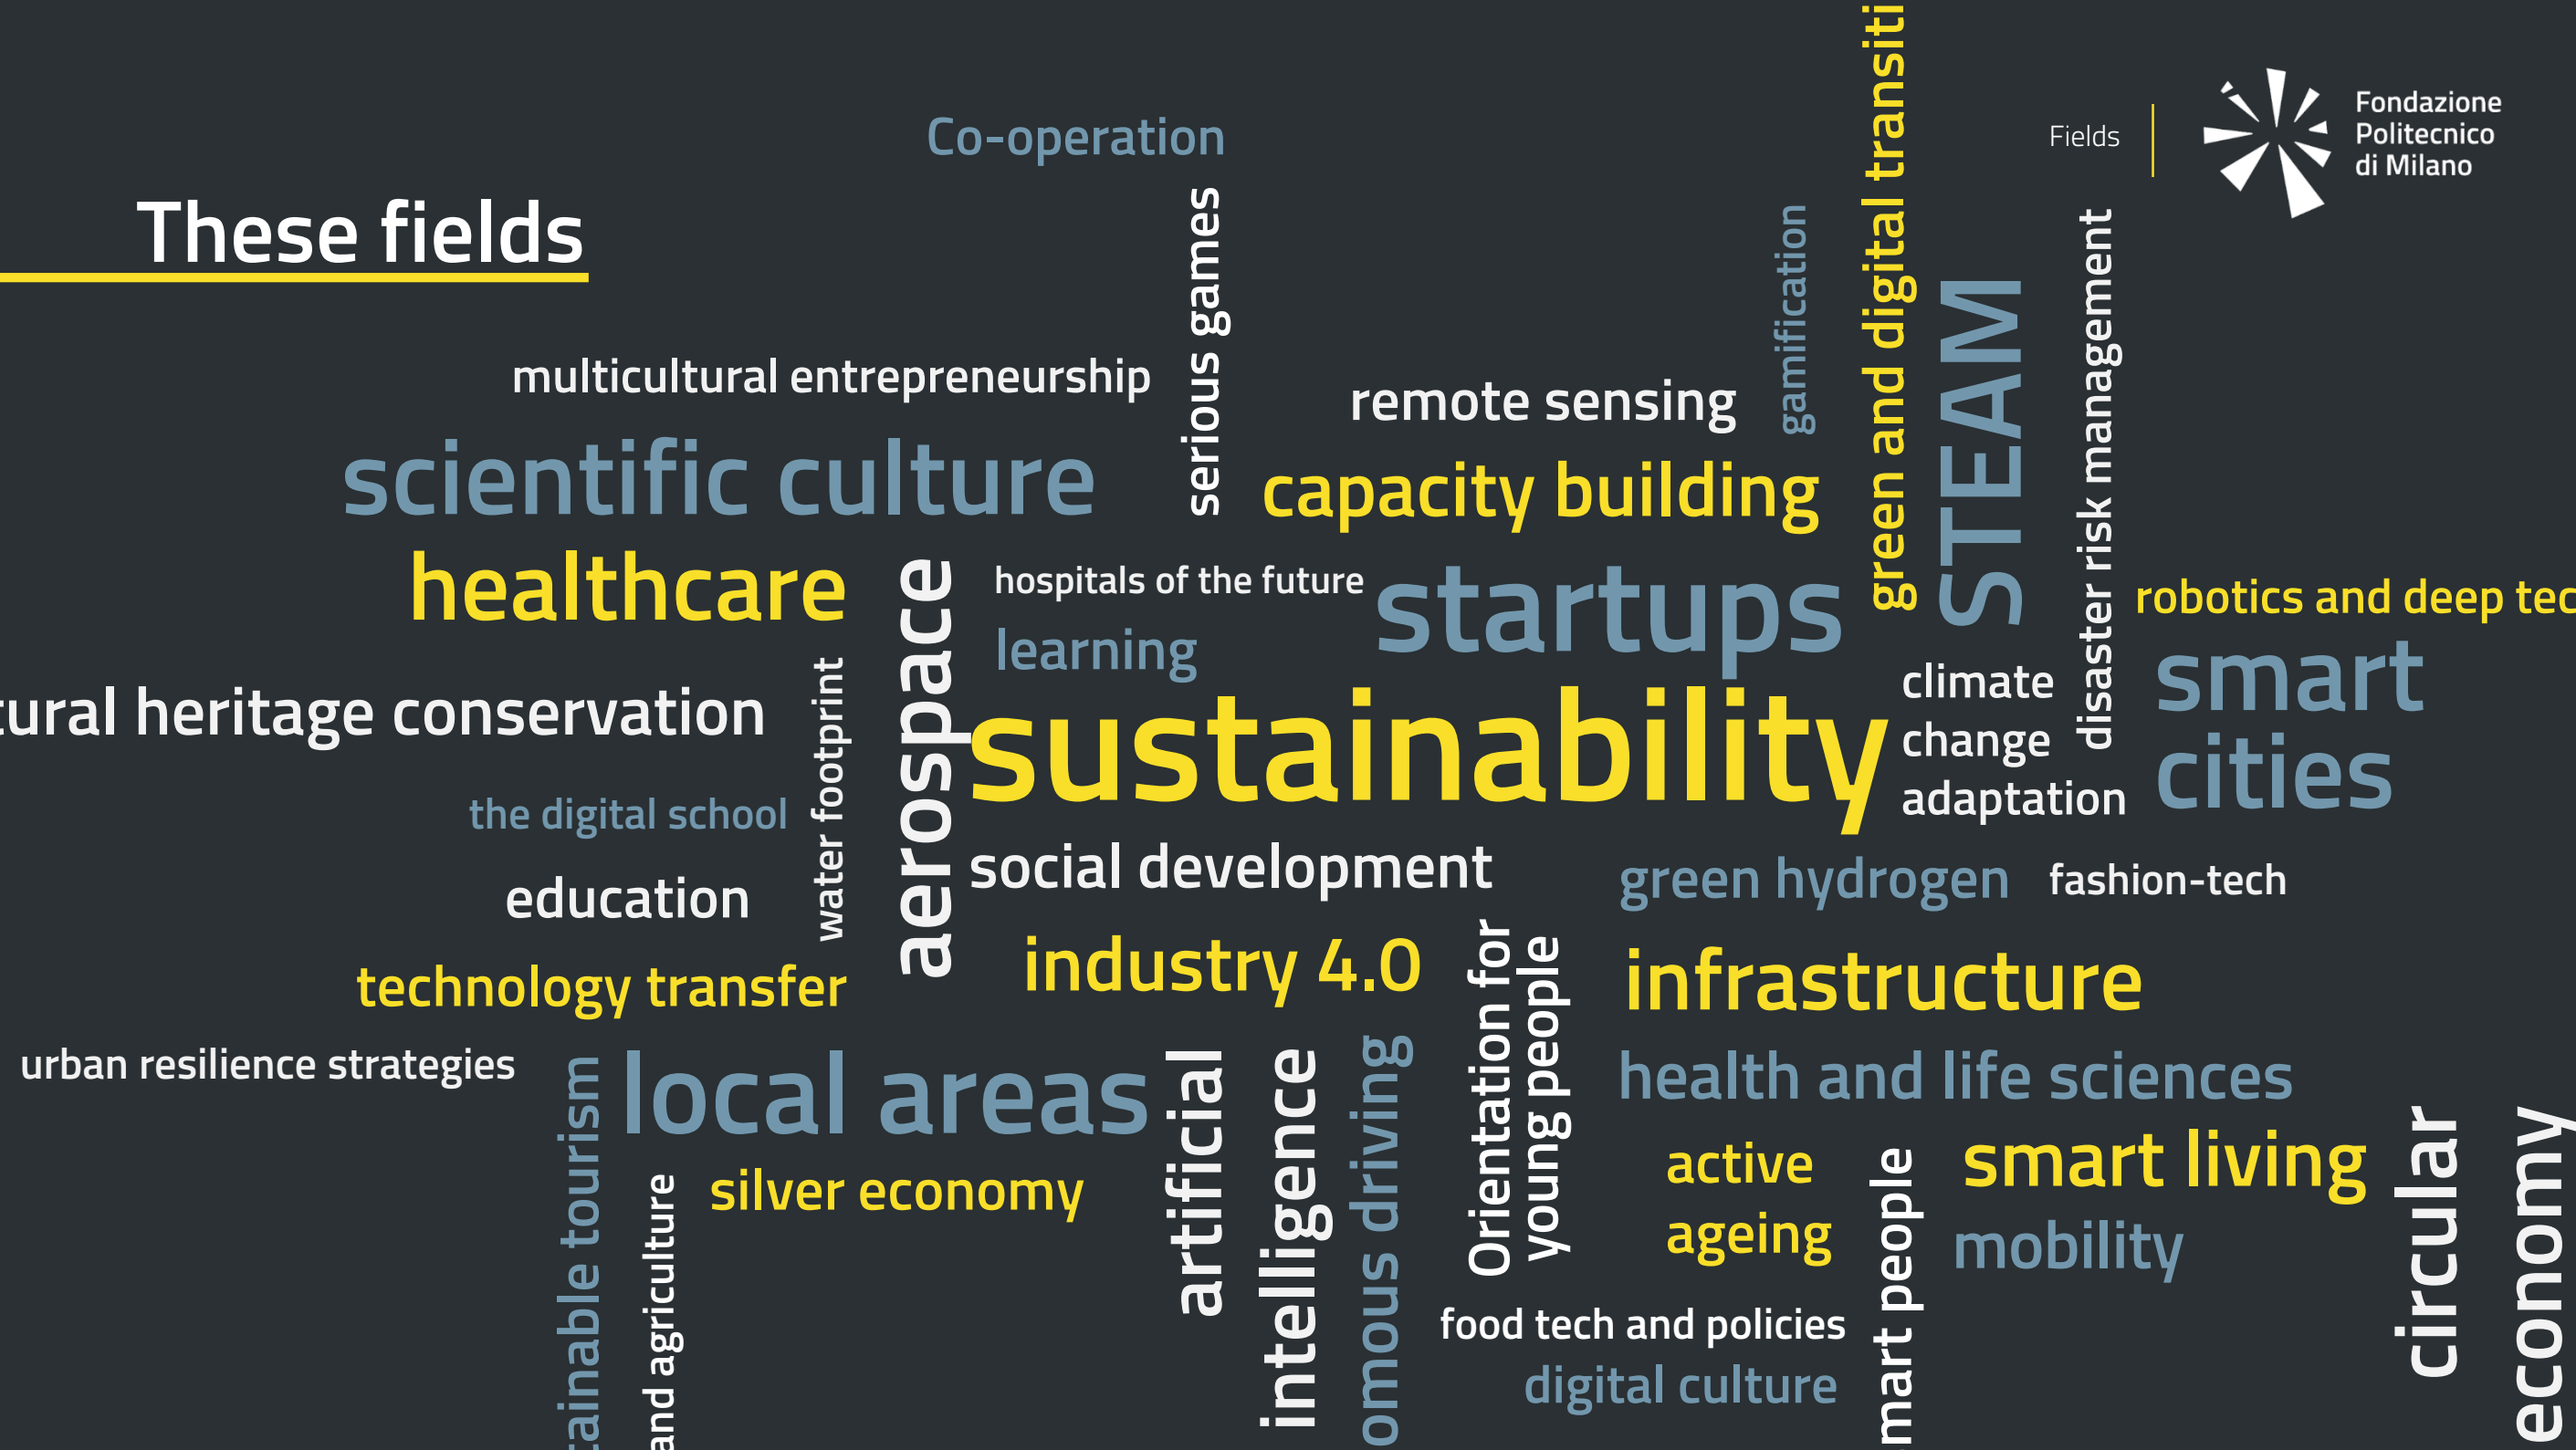 Fields
Fondazione
Politecnico
di Milano
These fields
Co-operation
serious games
gamification
green and digital transiti
STEAM
disaster risk management
multicultural entrepreneurship
remote sensing
scientific culture
capacity building
healthcare
aerospace
hospitals of the future
startups
robotics and deep tec
learning
tural heritage conservation
water footprint
sustainability
climate
change
adaptation
smart
cities
the digital school
social development
green hydrogen
fashion-tech
education
technology transfer
industry 4.0
Orientation for
young people
infrastructure
urban resilience strategies
tainable tourism
local areas
artificial
intelligence
omous driving
health and life sciences
and agriculture
silver economy
active
ageing
mart people
smart living
mobility
circular
economy
food tech and policies
digital culture